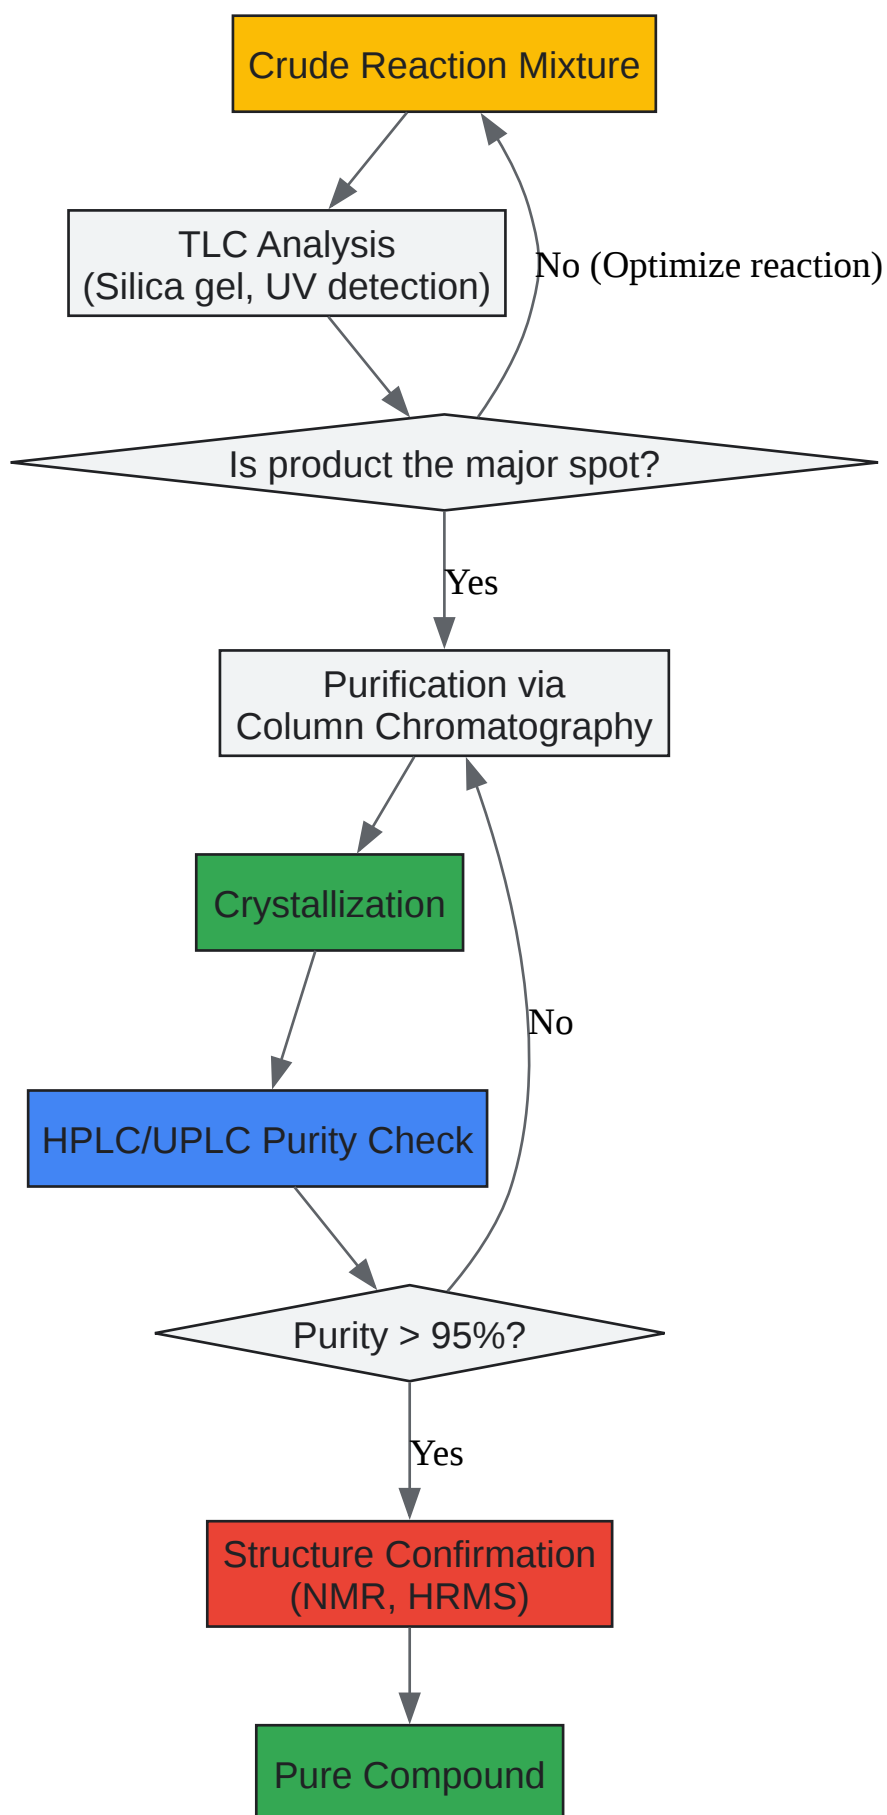 Crude Reaction Mixture
TLC Analysis
(Silica gel, UV detection)
No (Optimize reaction)
Is product the major spot?
Yes
Purification via
Column Chromatography
Crystallization
No
HPLC/UPLC Purity Check
Purity > 95%?
Yes
Structure Confirmation
(NMR, HRMS)
Pure Compound